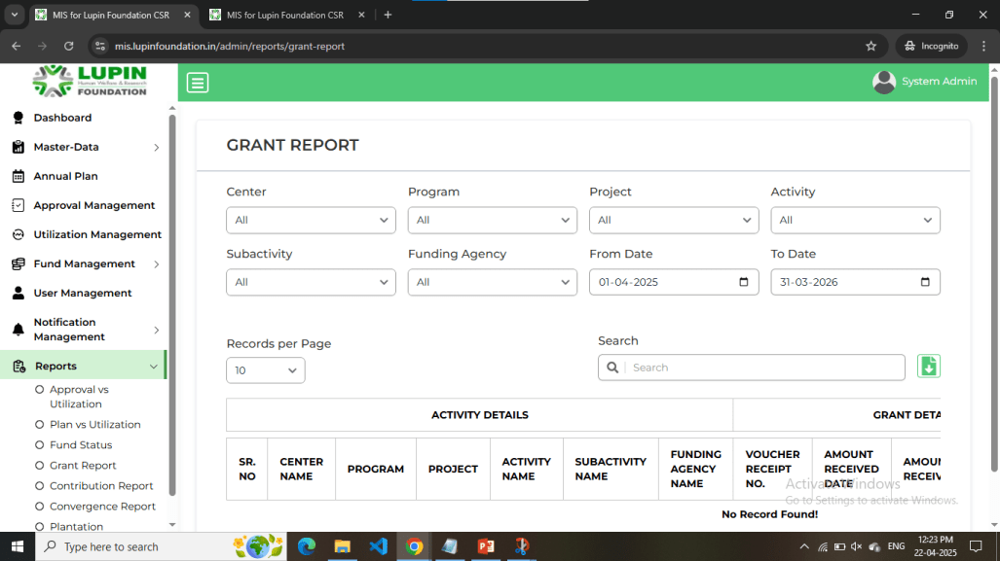 MIS for Lupin Foundation CSR
MIS for Lupin Foundation CSR
mis.lupinfoundation.in/admin/reports/grant-report
Incognito
LUPIN
Human Welfare & Research
FOUNDATION
System Admin
Dashboard
Master-Data
Annual Plan
Approval Management
Utilization Management
Fund Management
User Management
Notification
Management
Reports
Approval vs
Utilization
Plan vs Utilization
Fund Status
Grant Report
Contribution Report
Convergence Report
Plantation
GRANT REPORT
Center Program Project Activity
All All All All
Subactivity Funding Agency From Date To Date
All All 01-04-2025 31-03-2026
Records per Page Search
10 Search
ACTIVITY DETAILS GRANT DETA
SR. NO
CENTER NAME
PROGRAM
PROJECT
ACTIVITY NAME
SUBACTIVITY NAME
FUNDING AGENCY NAME
VOUCHER RECEIPT NO.
AMOUNT RECEIVED DATE
AMOUN RECEIV
No Record Found!
Activate Windows
Go to Settings to activate Windows.
Type here to search
ENG
12:23 PM
22-04-2025